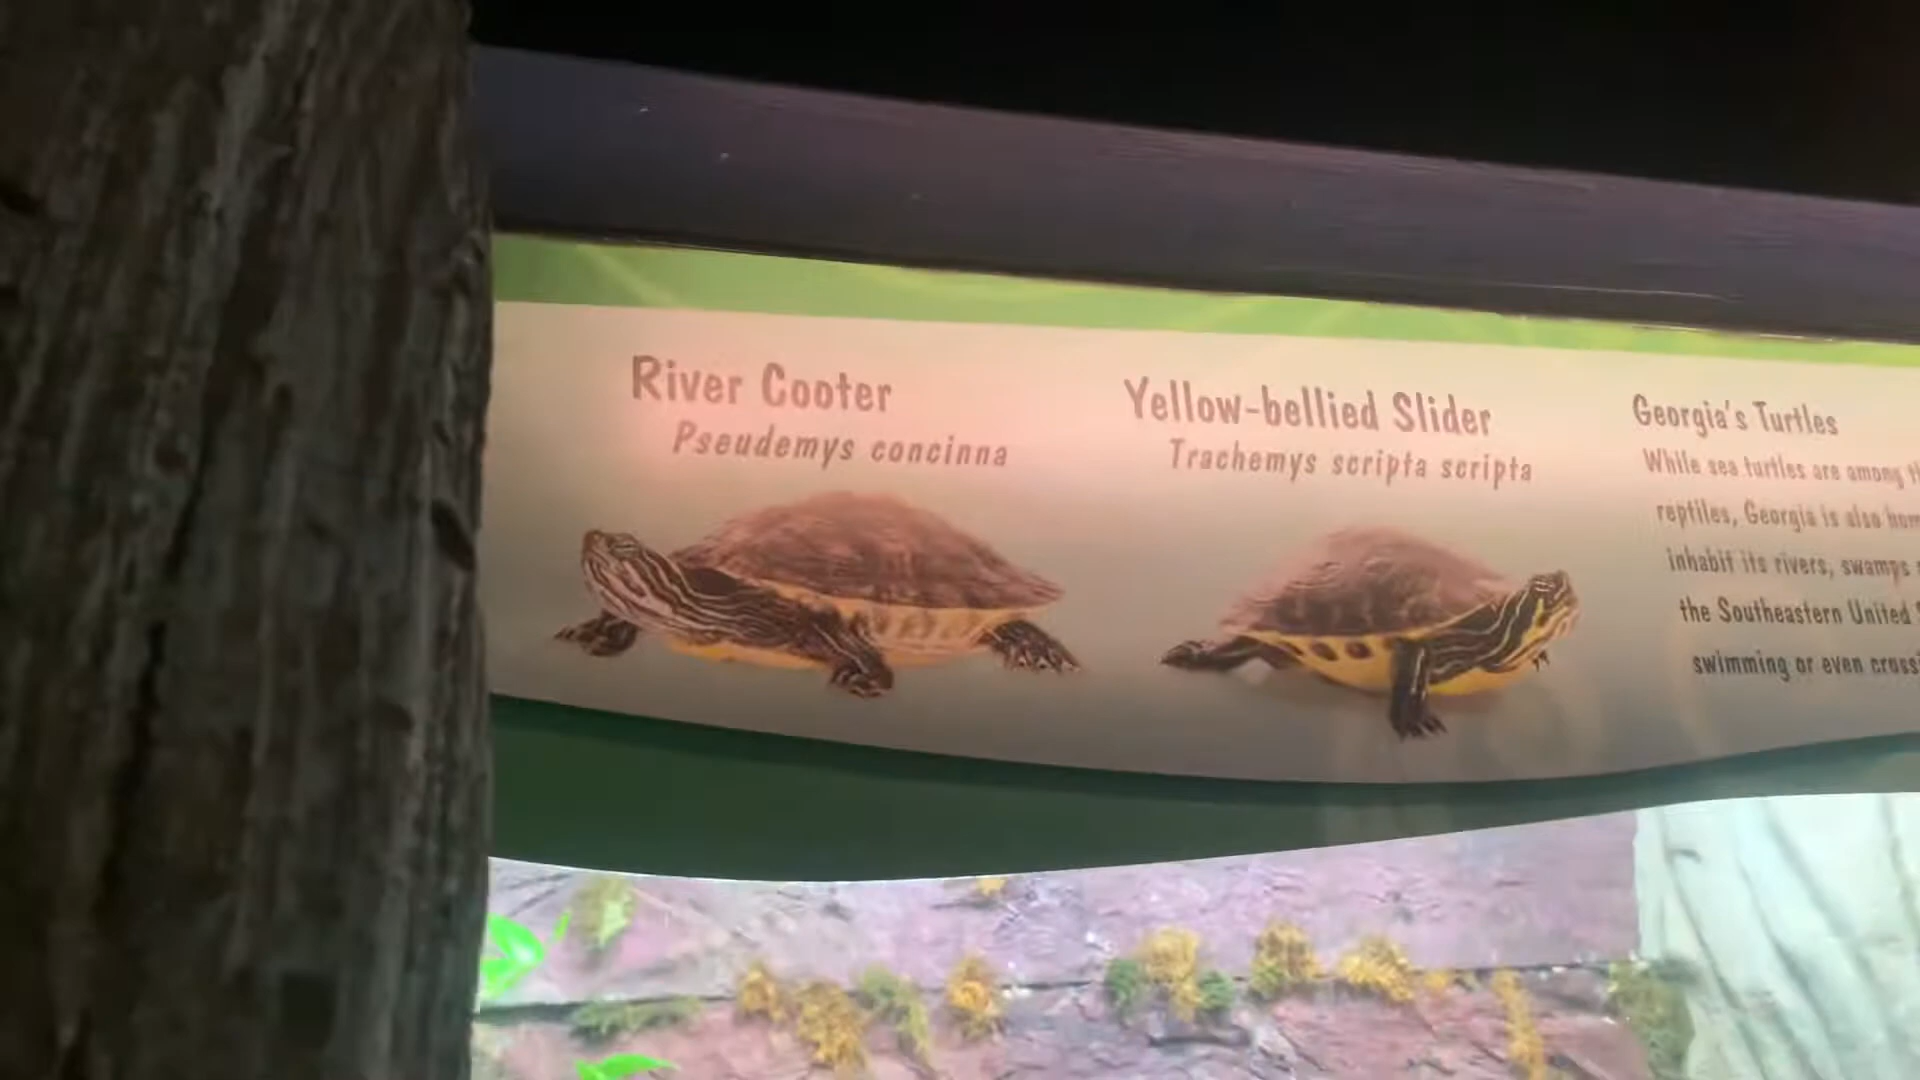 River Cooter
Pseudemys concinna
Yellow-bellied Slider
Trachemys scripta scripta
Georgia's Turtles
While sea turtles are among
reptiles, Georgia is also
inhabit its rivers, swamps
the Southeastern United
swimming or even